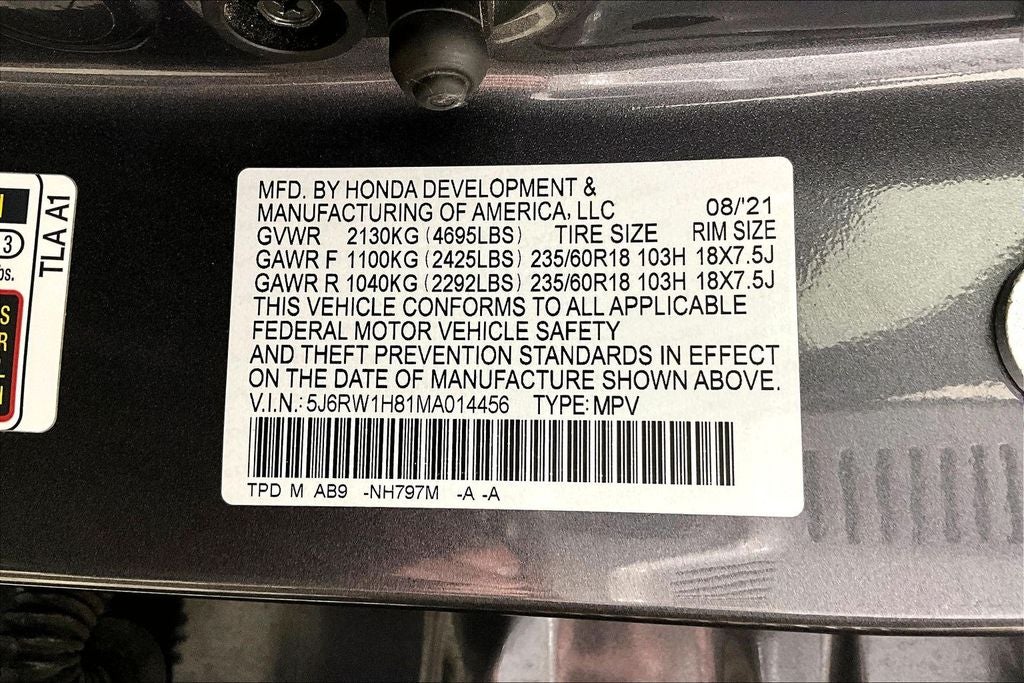 MFD. BY HONDA DEVELOPMENT &
MANUFACTURING OF AMERICA, LLC 08/'21
GVWR 2130KG (4695LBS) TIRE SIZE RIM SIZE
GAWR F 1100KG (2425LBS) 235/60R18 103H 18X7.5J
GAWR R 1040KG (2292LBS) 235/60R18 103H 18X7.5J
THIS VEHICLE CONFORMS TO ALL APPLICABLE
FEDERAL MOTOR VEHICLE SAFETY
AND THEFT PREVENTION STANDARDS IN EFFECT
ON THE DATE OF MANUFACTURE SHOWN ABOVE.
V.I.N.: 5J6RW1H81MA014456 TYPE: MPV
TPD M AB9 -NH797M -A -A
TLA A1
3